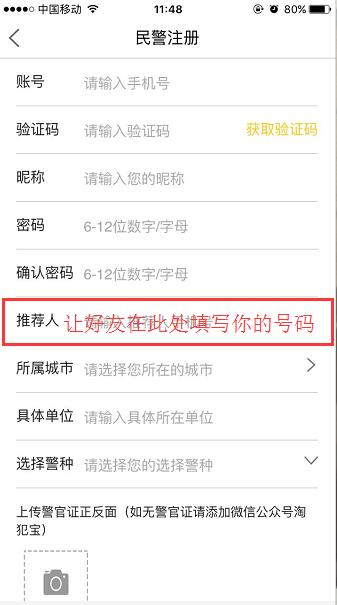 中国移动 11:48 80%
民警注册
账号 请输入手机号
验证码 请输入验证码 获取验证码
昵称 请输入您的昵称
密码 6-12位数字/字母
确认密码 6-12位数字/字母
推荐人 让好友在此处填写你的号码
所属城市 请选择您所在的城市
具体单位 请输入具体所在单位
选择警种 请选择您的选择警种
上传警官证正反面（如无警官证请添加微信公众号淘
犯宝）